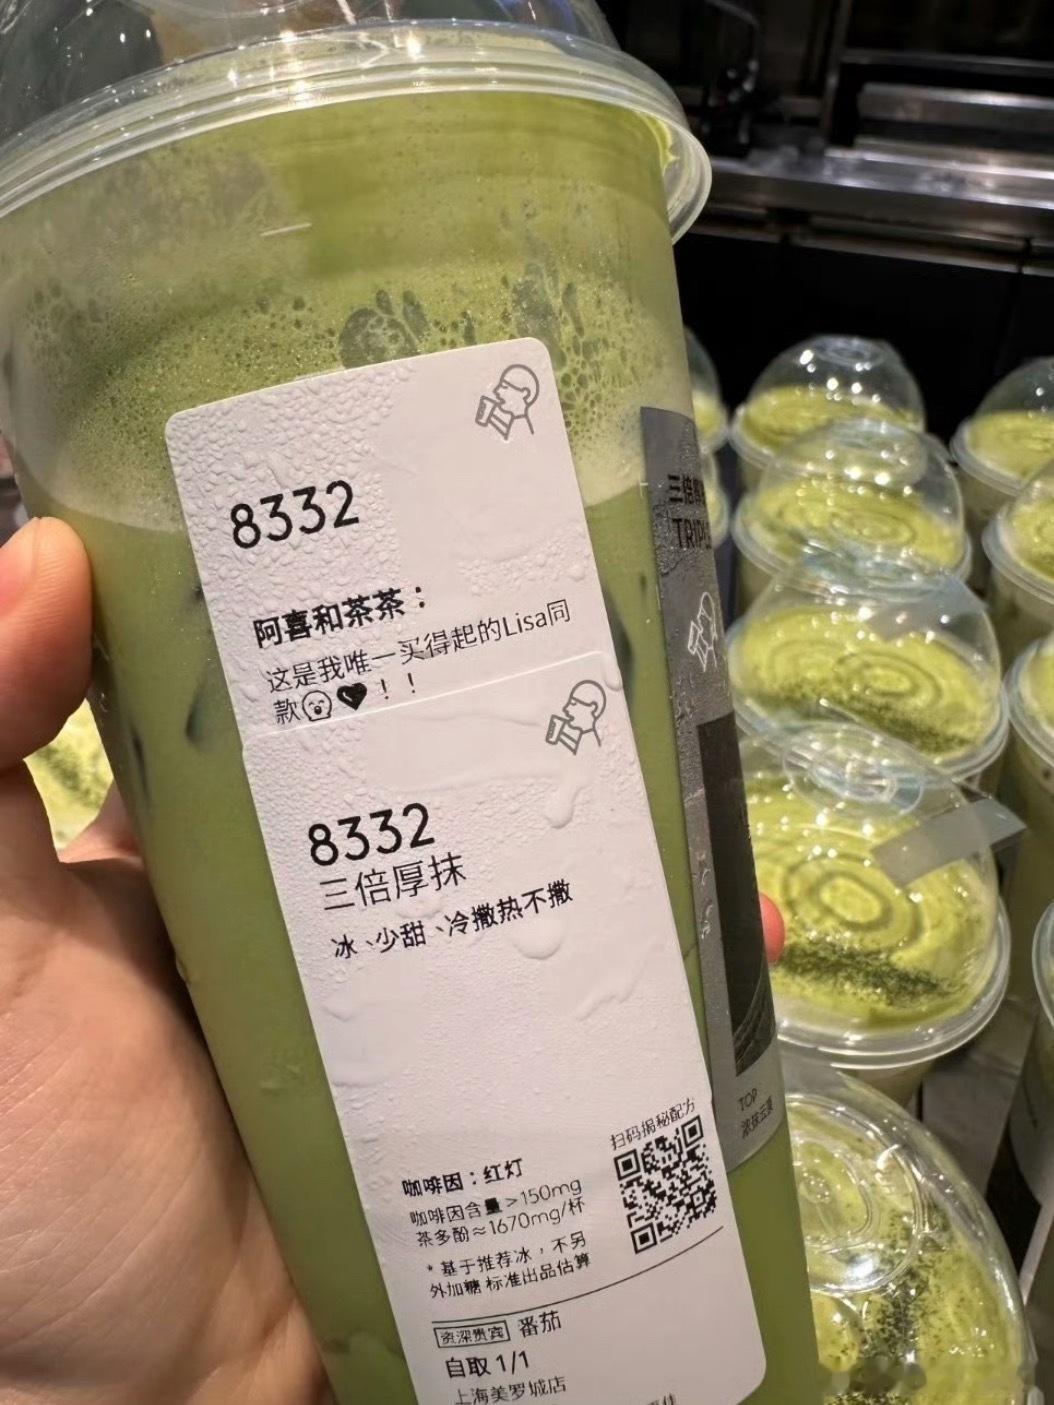 8332
阿喜和茶茶：
这是我唯一买得起的Lisa同
款😭🖤！！
8332
三倍厚抹
冰、少甜、冷撒热不撒
扫码揭秘配方
咖啡因：红灯
咖啡因含量>150mg
茶多酚≈1670mg/杯
*基于推荐冰，不另
外加糖 标准出品估算
资深贵宾 番茄
自取 1/1
上海美罗城店
三倍厚
TRIPL
TOP